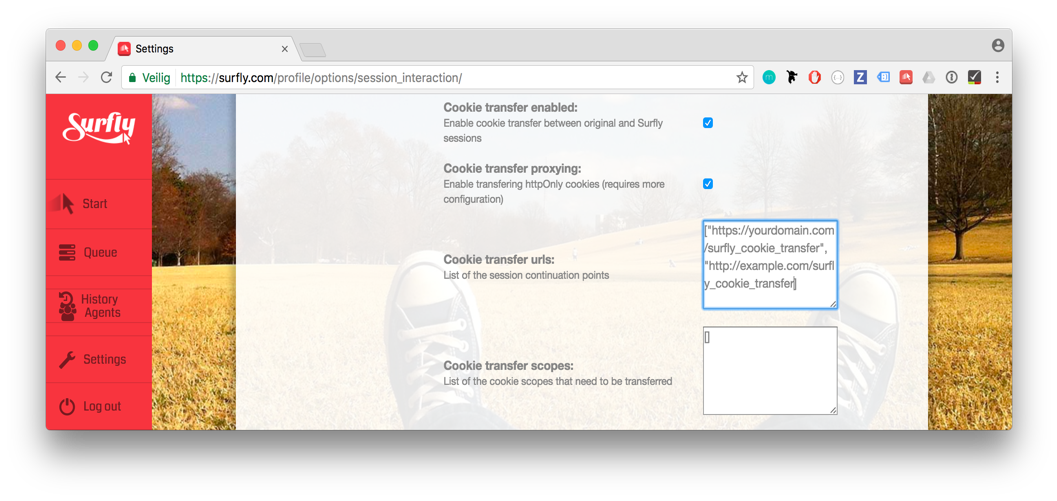 Settings
Veilig https://surfly.com/profile/options/session_interaction/
Surfly
Start
Queue
History
Agents
Settings
Log out
Cookie transfer enabled:
Enable cookie transfer between original and Surfly
sessions
Cookie transfer proxying:
Enable transfering httpOnly cookies (requires more
configuration)
Cookie transfer urls:
List of the session continuation points
["https://yourdomain.com
/surfly_cookie_transfer",
"http://example.com/surfl
y_cookie_transfer]
Cookie transfer scopes:
List of the cookie scopes that need to be transferred
[]